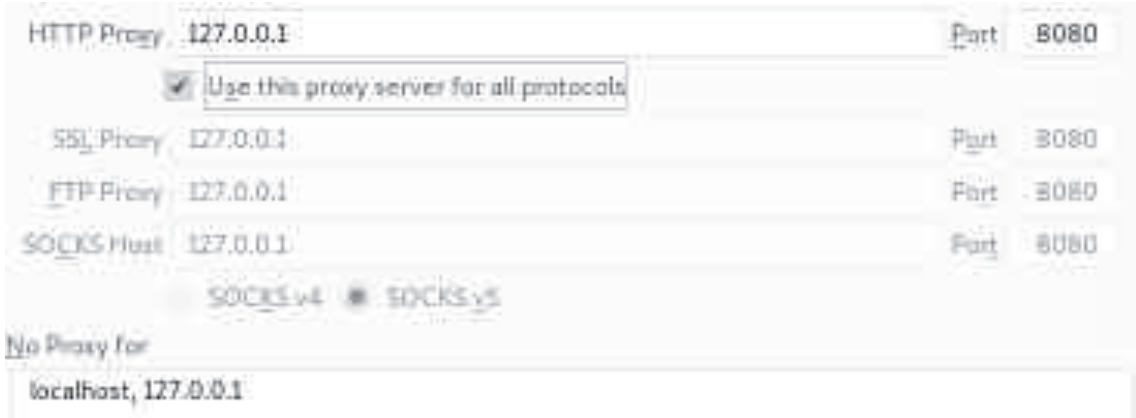 HTTP Proxy 127.0.0.1 Port 8080
Use this proxy server for all protocols
SSL Proxy 127.0.0.1 Port 8080
FTP Proxy 127.0.0.1 Port 8080
SOCKS Host 127.0.0.1 Port 8080
SOCKS v4 SOCKS v5
No Proxy for
localhost, 127.0.0.1